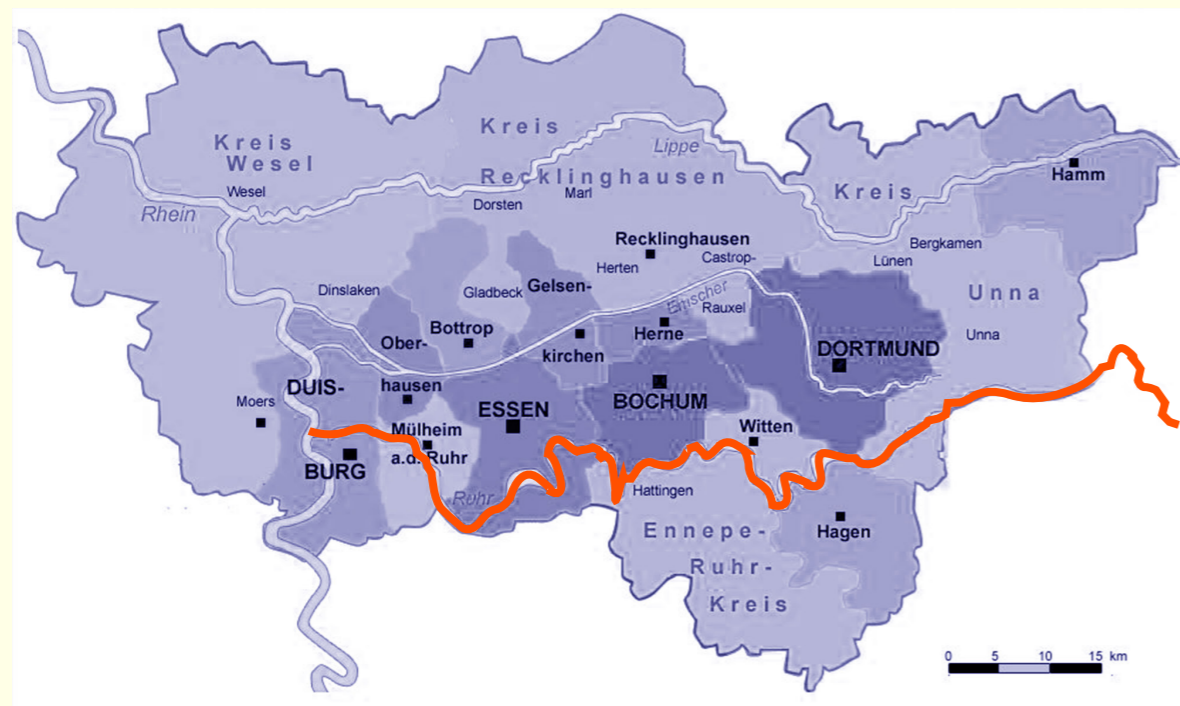 Kreis
Wesel
Wesel
Rhein
Kreis
Recklinghausen
Lippe
Dorsten
Marl
Kreis
Unna
Hamm
Bergkamen
Lünen
Unna
Recklinghausen
Herten
Castrop-
Rauxel
Emscher
Dinslaken
Gladbeck
Gelsen-
kirchen
Bottrop
Ober-
hausen
Herne
DORTMUND
DUIS-
BURG
Moers
ESSEN
BOCHUM
Mülheim
a.d. Ruhr
Witten
Ruhr
Hattingen
Ennepe-
Ruhr-
Kreis
Hagen
0 5 10 15 km